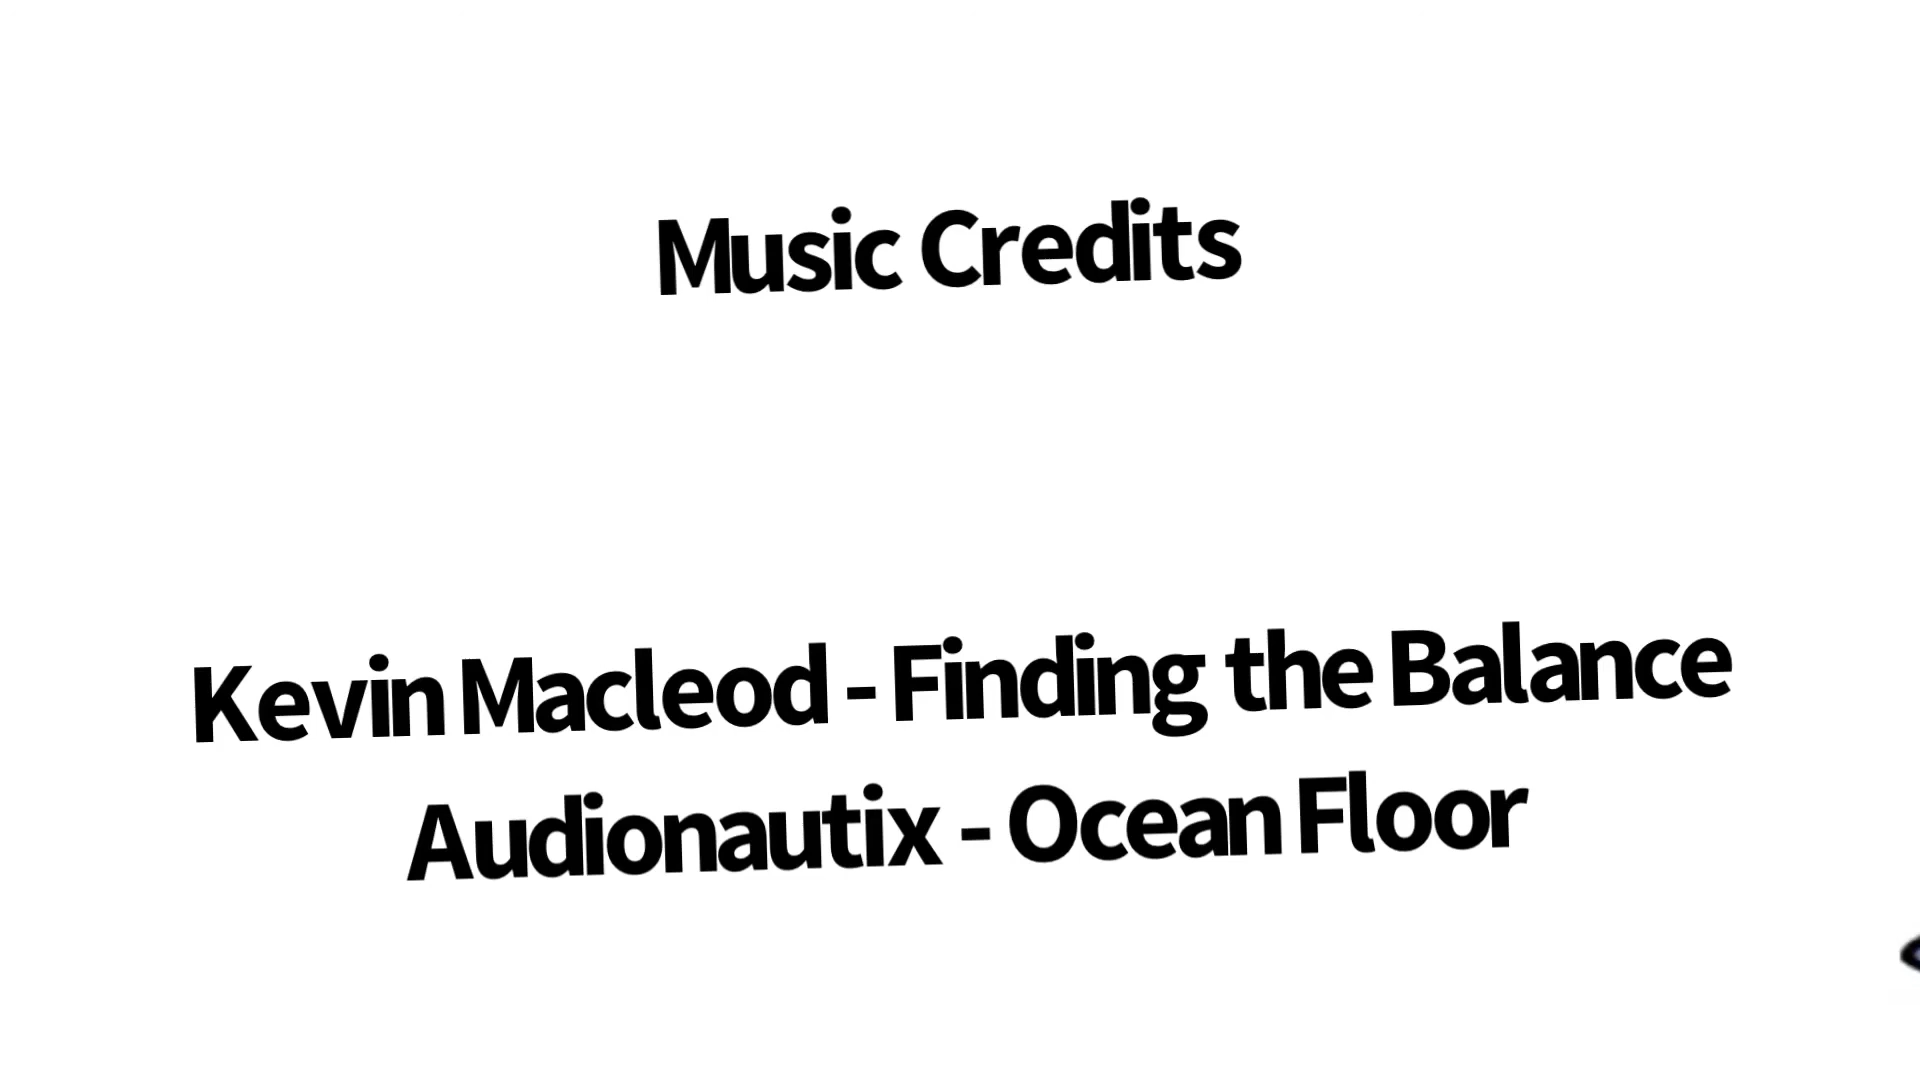 Music Credits
Kevin Macleod - Finding the Balance
Audionautix - Ocean Floor